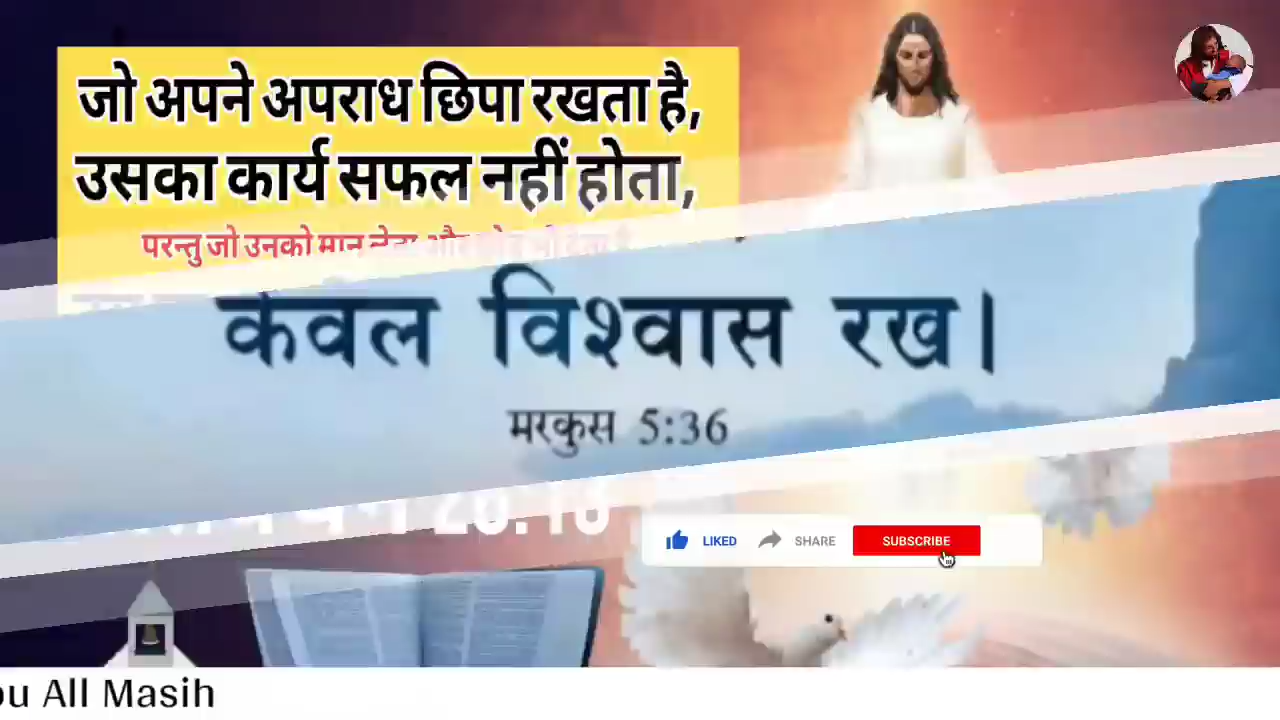 जो अपने अपराध छिपा रखता है,
उसका कार्य सफल नहीं होता,
परन्तु जो उनको मान
केवल विश्वास रख।
मरकुस 5:36
LIKED SHARE SUBSCRIBE
All Masih